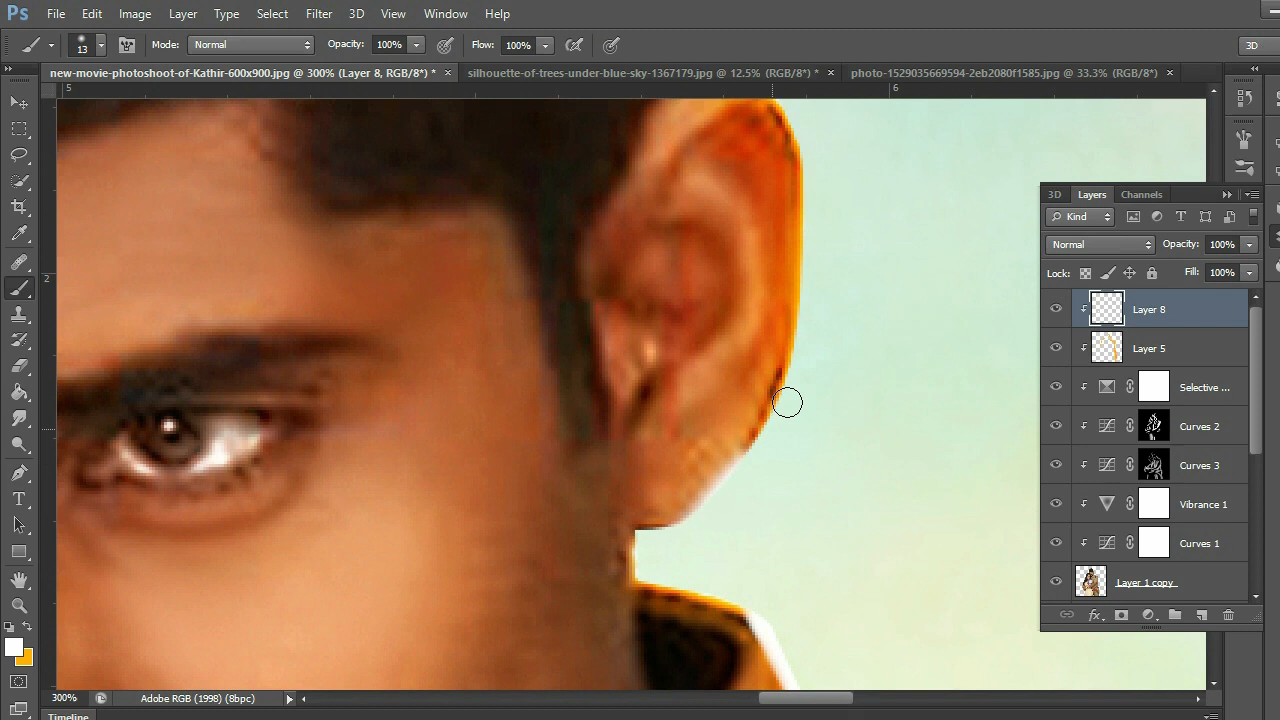 Ps File Edit Image Layer Type Select Filter 3D View Window Help
13 Mode: Normal Opacity: 100% Flow: 100% 3D
new-movie-photoshoot-of-Kathir-600x900.jpg @ 300% (Layer 8, RGB/8*) * × silhouette-of-trees-under-blue-sky-1367179.jpg @ 12.5% (RGB/8*) * × photo-1529035669594-2eb2080f1585.jpg @ 33.3% (RGB/8*) ×
5 6
2
3D Layers Channels
Kind
Normal Opacity: 100%
Lock: Fill: 100%
Layer 8
Layer 5
Selective ...
Curves 2
Curves 3
Vibrance 1
Curves 1
Layer 1 copy
fx
T
300% Adobe RGB (1998) (8bpc)
Timeline